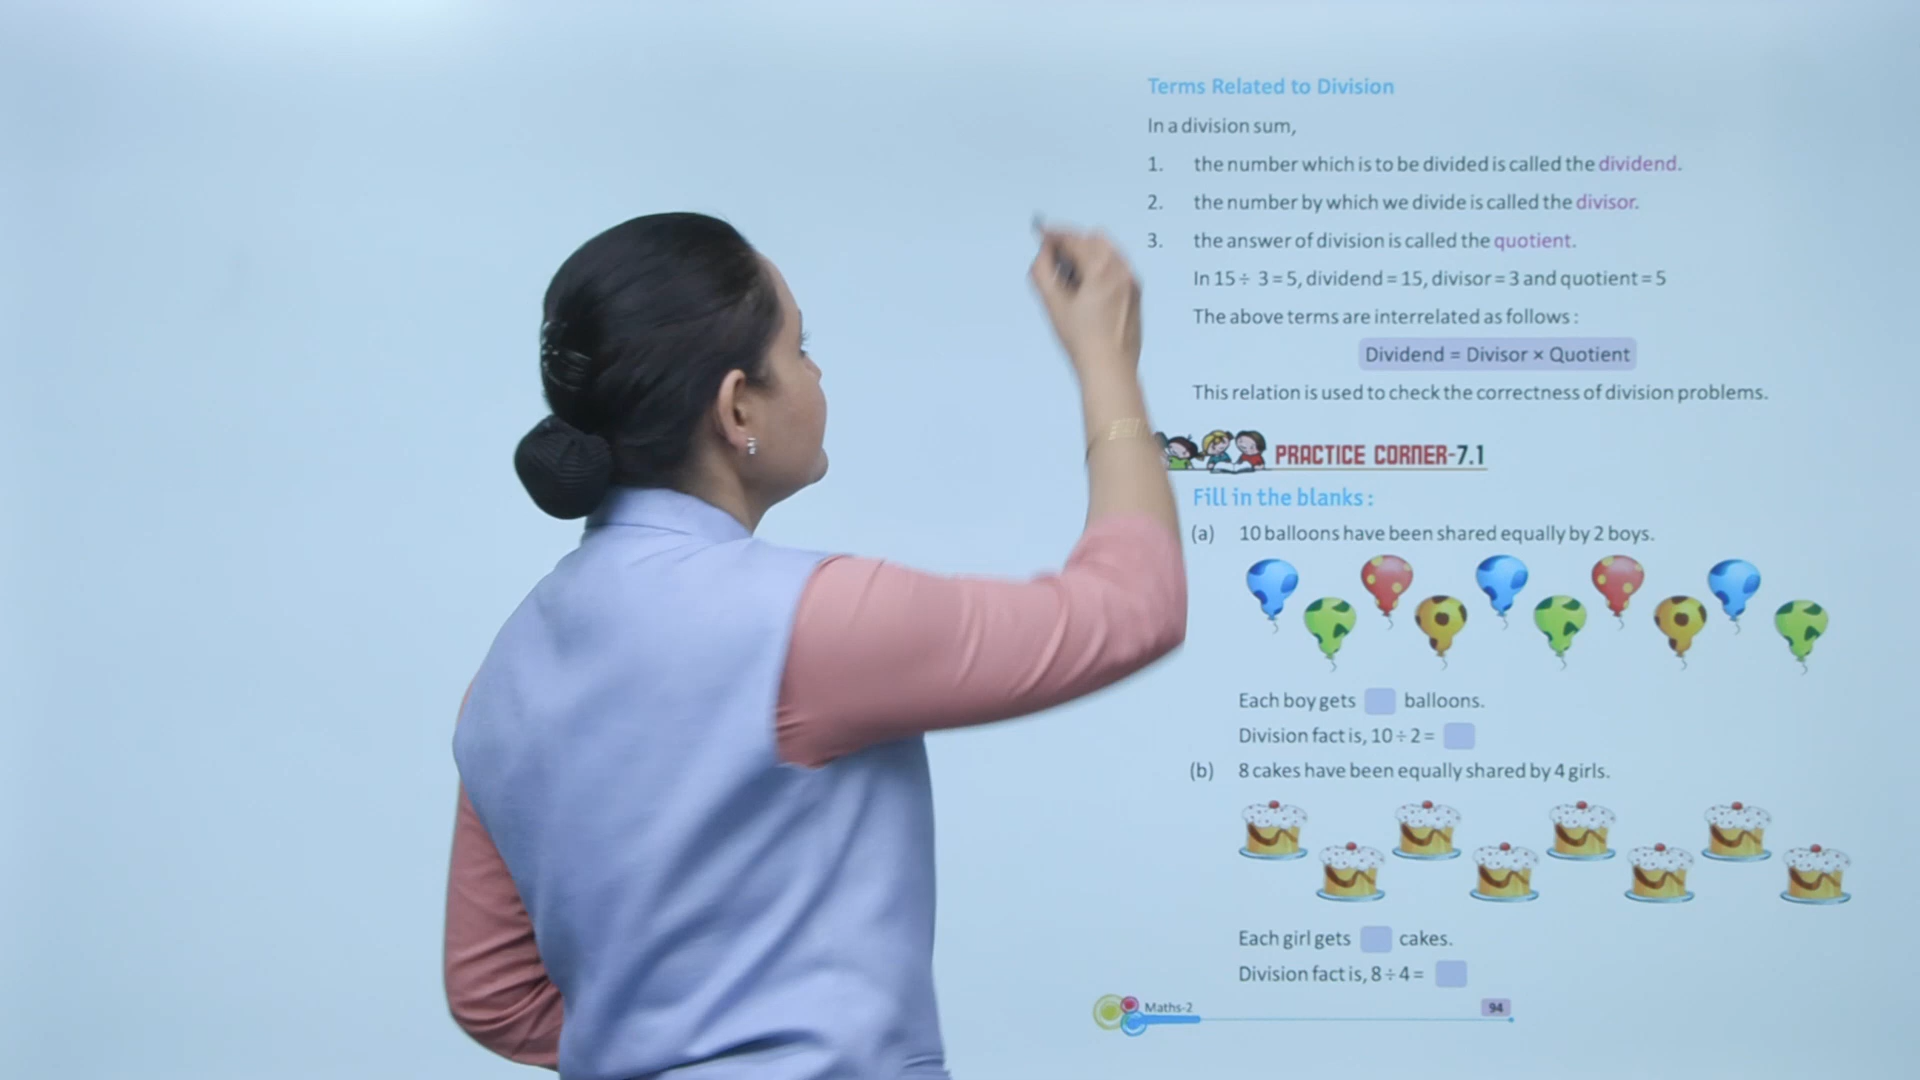 Terms Related to Division
In a division sum,
1. the number which is to be divided is called the dividend.
2. the number by which we divide is called the divisor.
3. the answer of division is called the quotient.
In 15 ÷ 3 = 5, dividend = 15, divisor = 3 and quotient = 5
The above terms are interrelated as follows :
Dividend = Divisor × Quotient
This relation is used to check the correctness of division problems.
PRACTICE CORNER-7.1
Fill in the blanks :
(a) 10 balloons have been shared equally by 2 boys.
Each boy gets balloons.
Division fact is, 10 ÷ 2 =
(b) 8 cakes have been equally shared by 4 girls.
Each girl gets cakes.
Division fact is, 8 ÷ 4 =
Maths-2
94